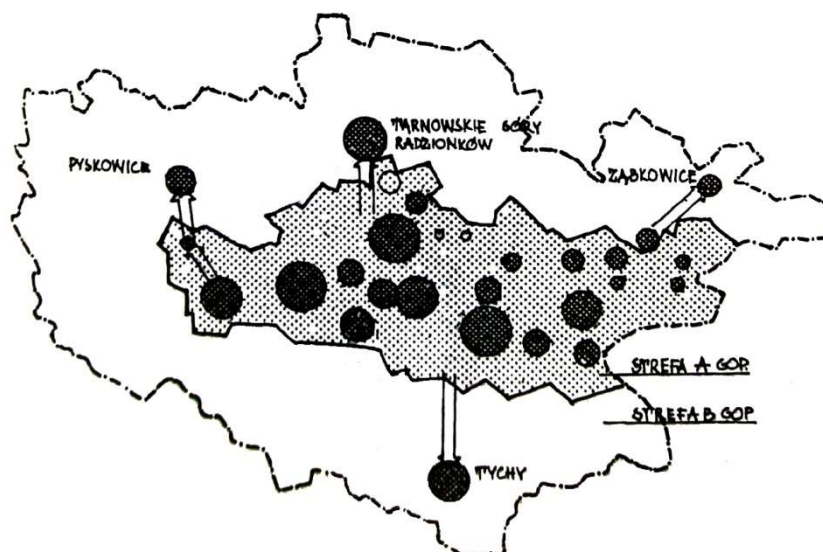 TARNOWSKIE GÓRY
RADZIONKÓW
PYSKOWICE
ZĄBKOWICE
STREFA A GOP.
STREFA B GOP
TYCHY